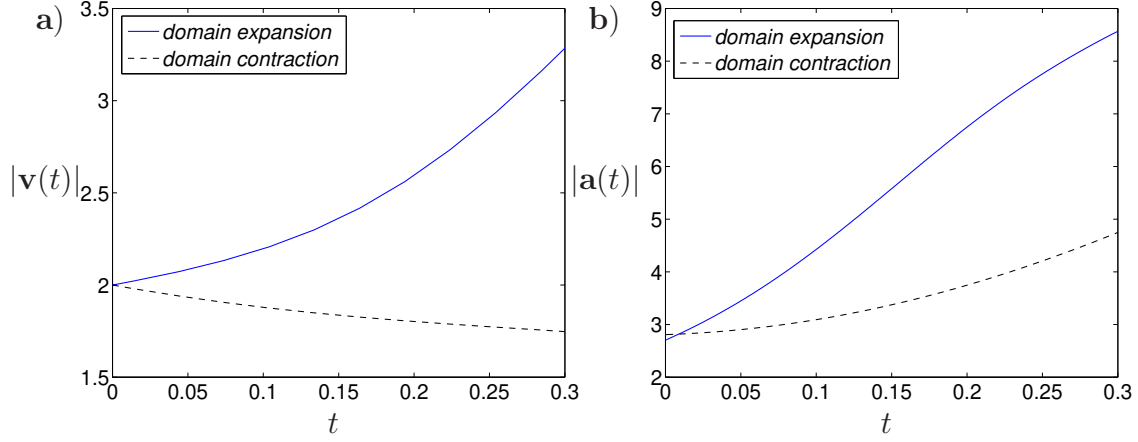 a)
domain expansion
domain contraction
3.5
3
2.5
2
1.5
|v(t)|
0
0.05
0.1
0.15
0.2
0.25
0.3
t
b)
domain expansion
domain contraction
9
8
7
6
5
4
3
2
|a(t)|
0
0.05
0.1
0.15
0.2
0.25
0.3
t